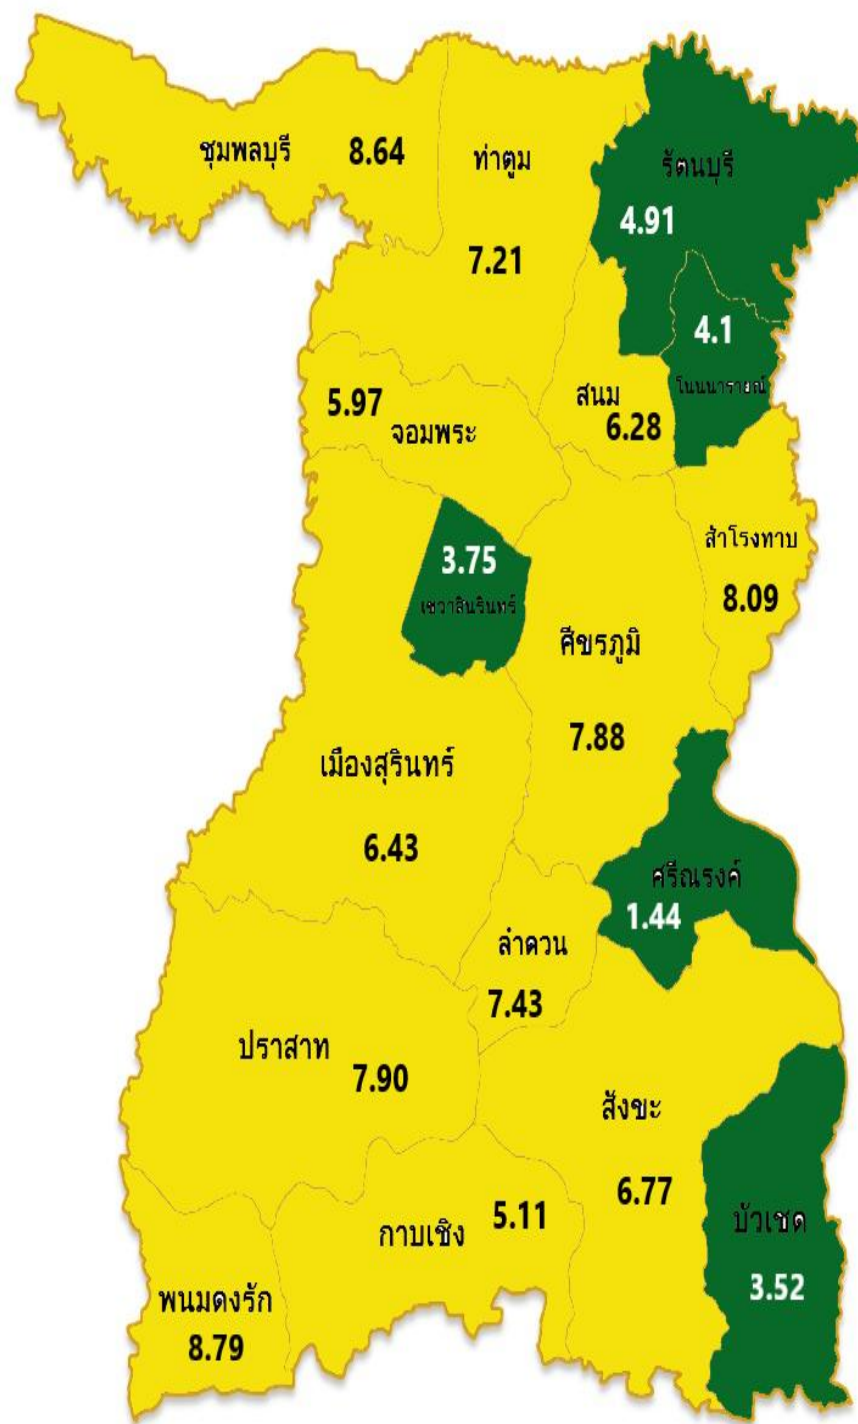 ชุมพลบุรี 8.64
ท่าตูม
7.21
รัตนบุรี
4.91
4.1
โนนนารายณ์
5.97
จอมพระ
สนม
6.28
3.75
เขวาสินรินทร์
สำโรงทาบ
8.09
ศีขรภูมิ
7.88
เมืองสุรินทร์
6.43
ศรีณรงค์
1.44
ลำดวน
7.43
ปราสาท
7.90
สังขะ
6.77
กาบเชิง
5.11
บัวเชด
3.52
พนมดงรัก
8.79